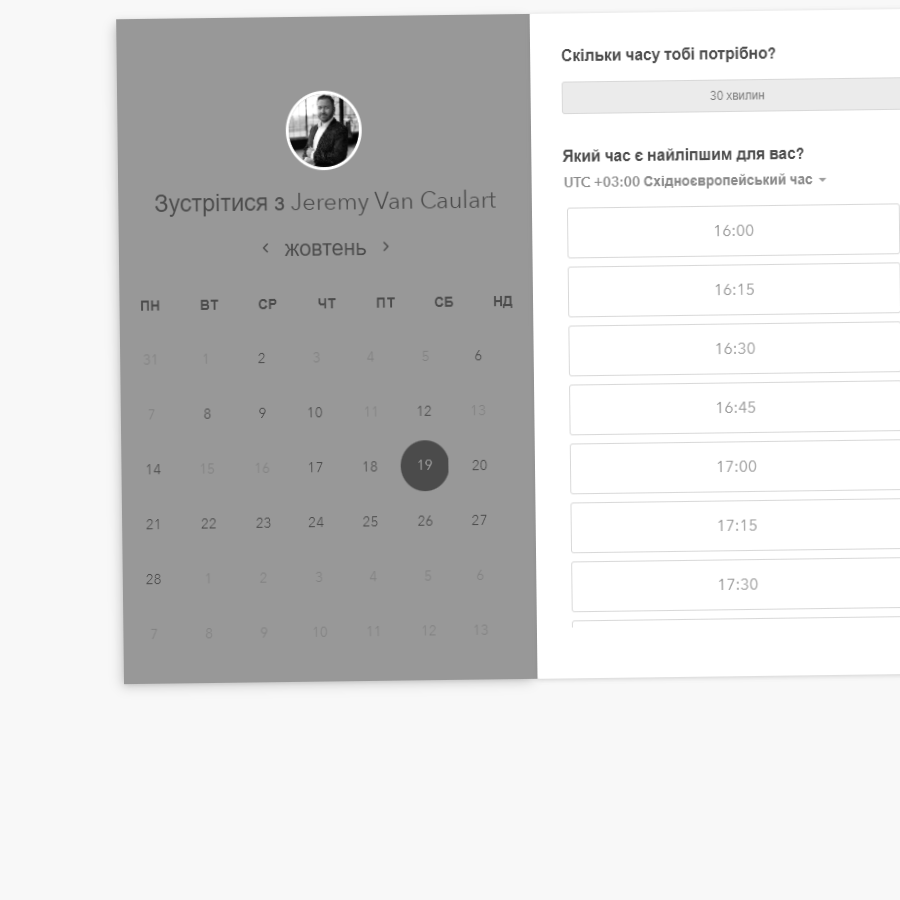 Зустрітися з Jeremy Van Caulart
‹ жовтень ›
ПН ВТ СР ЧТ ПТ СБ НД
31 1 2 3 4 5 6
7 8 9 10 11 12 13
14 15 16 17 18 19 20
21 22 23 24 25 26 27
28 1 2 3 4 5 6
7 8 9 10 11 12 13
Скільки часу тобі потрібно?
30 хвилин
Який час є найліпшим для вас?
UTC +03:00 Східноєвропейський час
16:00
16:15
16:30
16:45
17:00
17:15
17:30